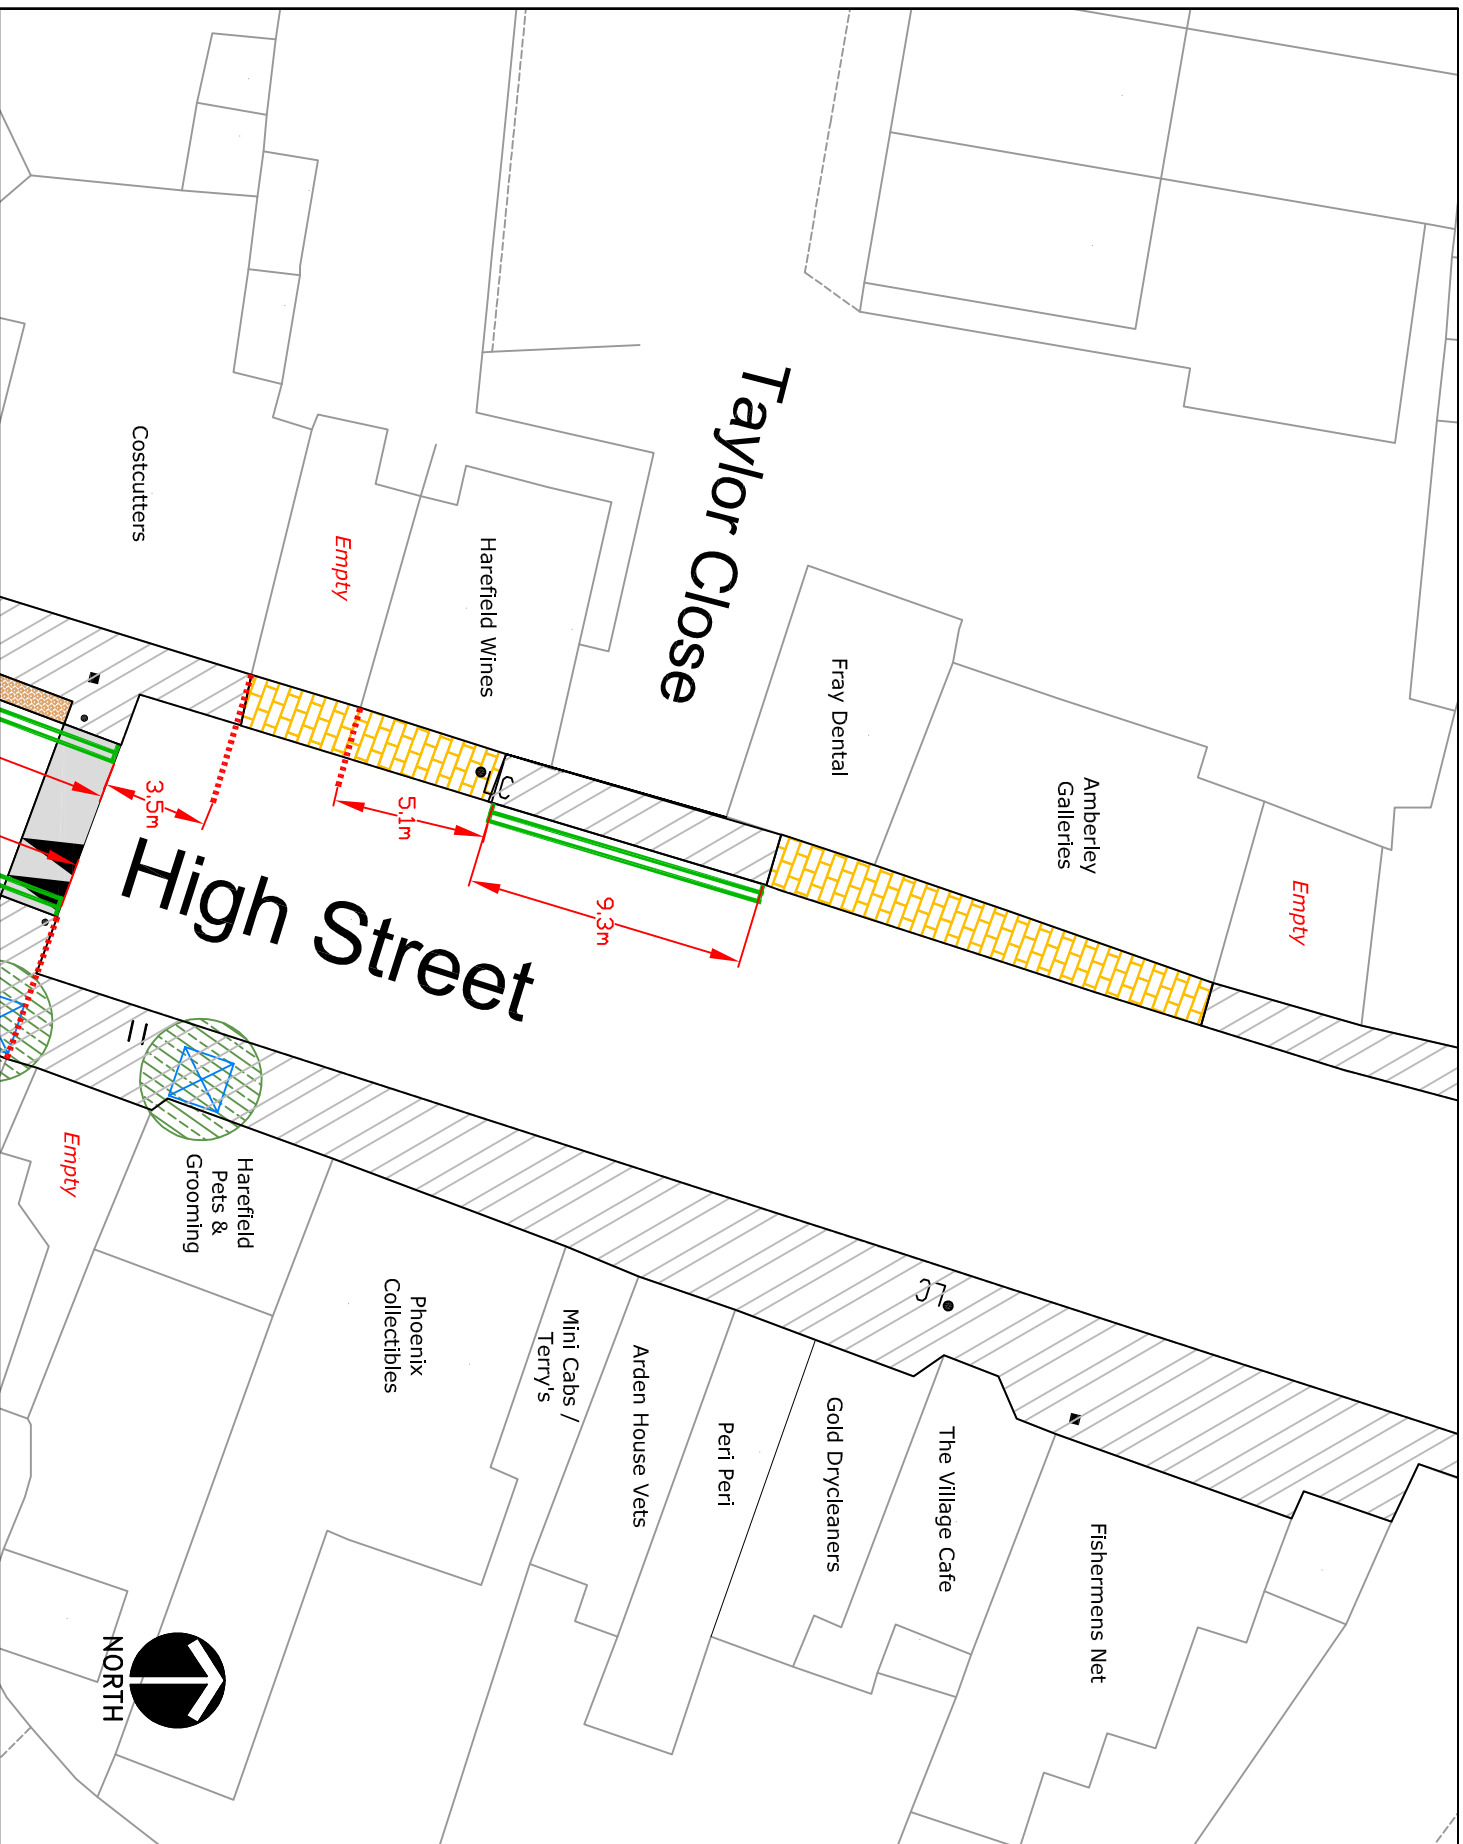 Taylor Close
Costcutters
Empty
Harefield Wines
Fray Dental
Amberley
Galleries
Empty
3,5m
5,1m
9,3m
High Street
LC
LC
Empty
Harefield
Pets &
Grooming
Phoenix
Collectibles
Mini Cabs /
Terry's
Arden House Vets
Peri Peri
Gold Drycleaners
The Village Cafe
Fishermens Net
NORTH